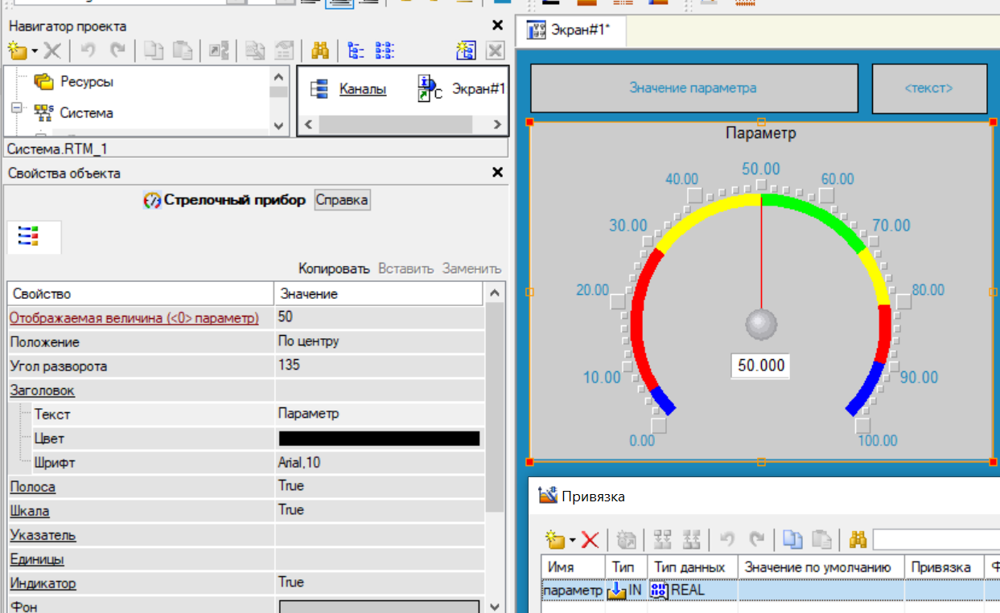 Навигатор проекта
Ресурсы
Система
Каналы
C
Экран#1
Система.RTM_1
Свойства объекта
Стрелочный прибор Справка
Копировать Вставить Заменить
Свойство Значение
Отображаемая величина (<0> параметр) 50
Положение По центру
Угол разворота 135
Заголовок
Текст Параметр
Цвет
Шрифт Arial,10
Полоса True
Шкала True
Указатель
Единицы
Индикатор True
Фон
Экран#1*
Значение параметра <текст>
Параметр
50.00
40.00 60.00
30.00 70.00
20.00 80.00
50.000
10.00 90.00
0.00 100.00
Привязка
Имя Тип Тип данных Значение по умолчанию Привязка
параметр IN REAL